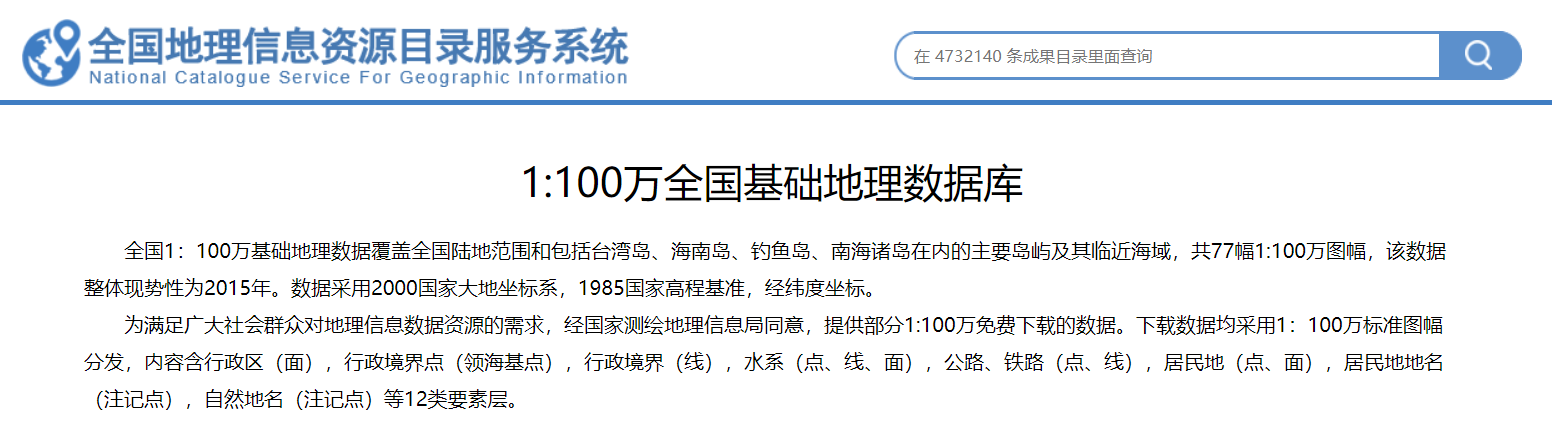 全国地理信息资源目录服务系统
National Catalogue Service For Geographic Information
在 4732140 条成果目录里面查询
1:100万全国基础地理数据库
全国1：100万基础地理数据覆盖全国陆地范围和包括台湾岛、海南岛、钓鱼岛、南海诸岛在内的主要岛屿及其临近海域，共77幅1:100万图幅，该数据
整体现势性为2015年。数据采用2000国家大地坐标系，1985国家高程基准，经纬度坐标。
为满足广大社会群众对地理信息数据资源的需求，经国家测绘地理信息局同意，提供部分1:100万免费下载的数据。下载数据均采用1：100万标准图幅
分发，内容含行政区（面），行政境界点（领海基点），行政境界（线），水系（点、线、面），公路、铁路（点、线），居民地（点、面），居民地地名
（注记点），自然地名（注记点）等12类要素层。